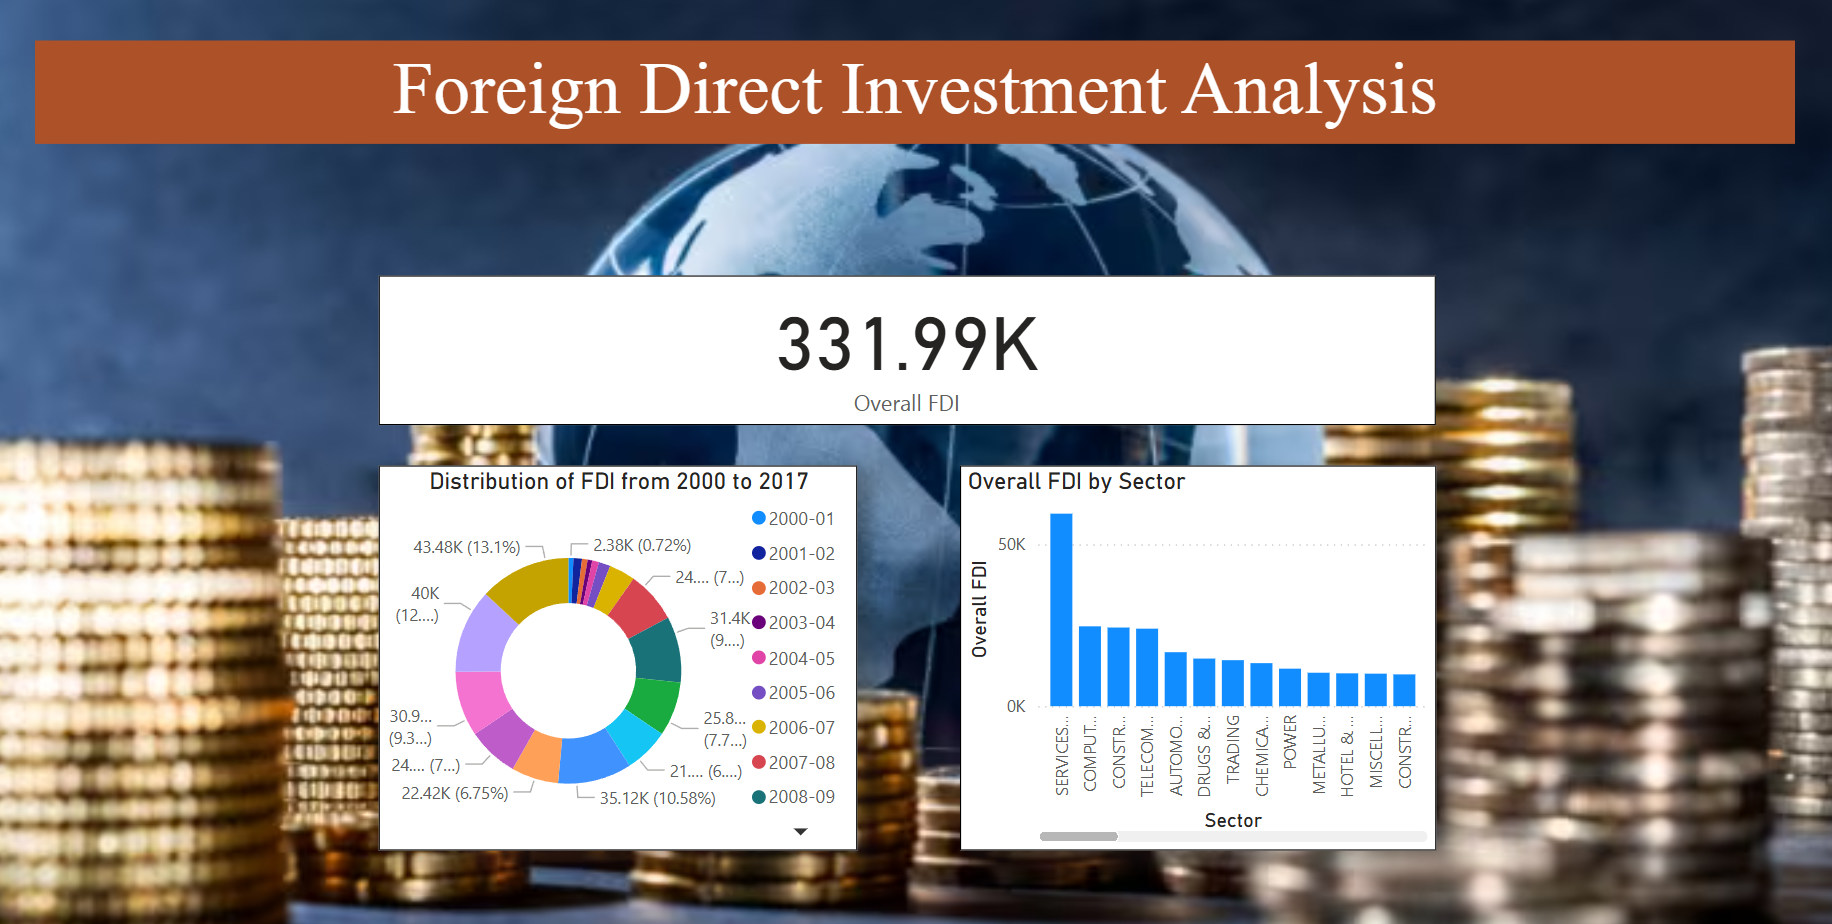 Foreign Direct Investment Analysis
331.99K
Overall FDI
Distribution of FDI from 2000 to 2017
2000-01
2001-02
2002-03
2003-04
2004-05
2005-06
2006-07
2007-08
2008-09
43.48K (13.1%)
2.38K (0.72%)
24.... (7...)
31.4K
(9....)
25.8...
(7.7...)
21.... (6....)
35.12K (10.58%)
22.42K (6.75%)
24.... (7...)
30.9...
(9.3...)
40K
(12....)
Overall FDI by Sector
Overall FDI
50K
0K
SERVICES...
COMPUT...
CONSTR...
TELECOM...
AUTOMO...
DRUGS &...
TRADING
CHEMICA...
POWER
METALLU...
HOTEL & ...
MISCELL...
CONSTR...
Sector